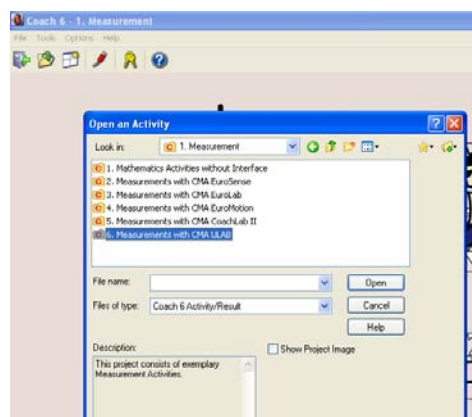 Coach 6 - 1. Measurement
File Tools Options Help
Open an Activity
Look in: 1. Measurement
1. Mathematics Activities without Interface
2. Measurements with CMA EuroSense
3. Measurements with CMA EuroLab
4. Measurements with CMA EuroMotion
5. Measurements with CMA CoachLab II
6. Measurements with CMA ULAB
File name: Open
Files of type: Coach 6 Activity/Result Cancel
Help
Description: Show Project Image
This project consists of exemplary
Measurement Activities.